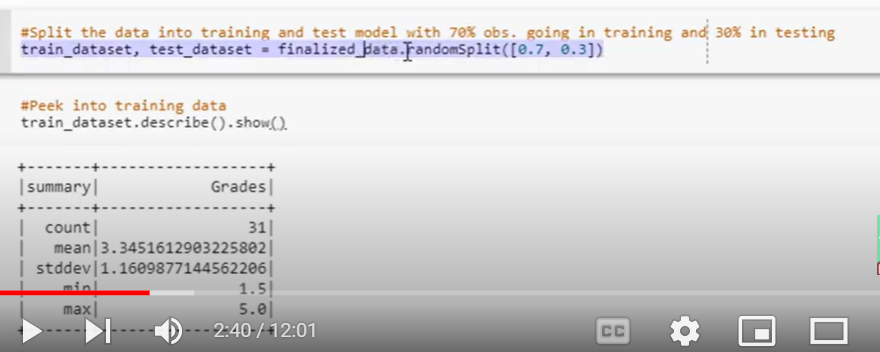 #Split the data into training and test model with 70% obs. going in training and 30% in testing
train_dataset, test_dataset = finalized_data.randomSplit([0.7, 0.3])
#Peek into training data
train_dataset.describe().show()
+-------+------------------+
|summary|            Grades|
+-------+------------------+
|  count|                31|
|   mean|3.3451612903225802|
| stddev|1.1609877144562206|
|    min|               1.5|
|    max|               5.0|
2:40 / 12:01
CC